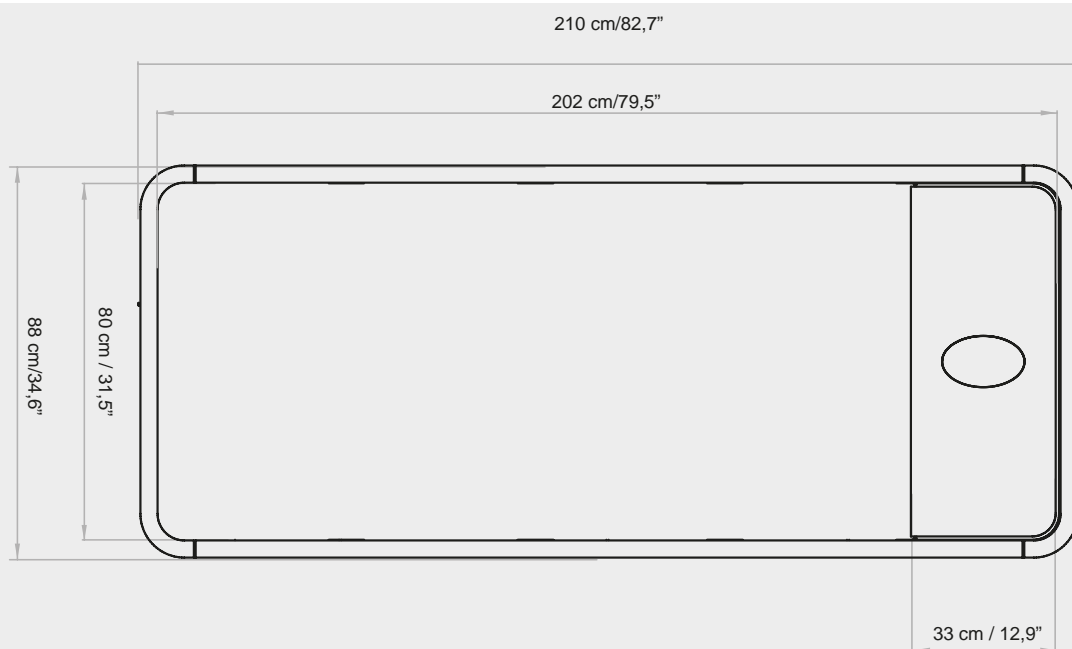 210 cm/82,7”
202 cm/79,5”
88 cm/34,6”
80 cm / 31,5”
33 cm / 12,9”